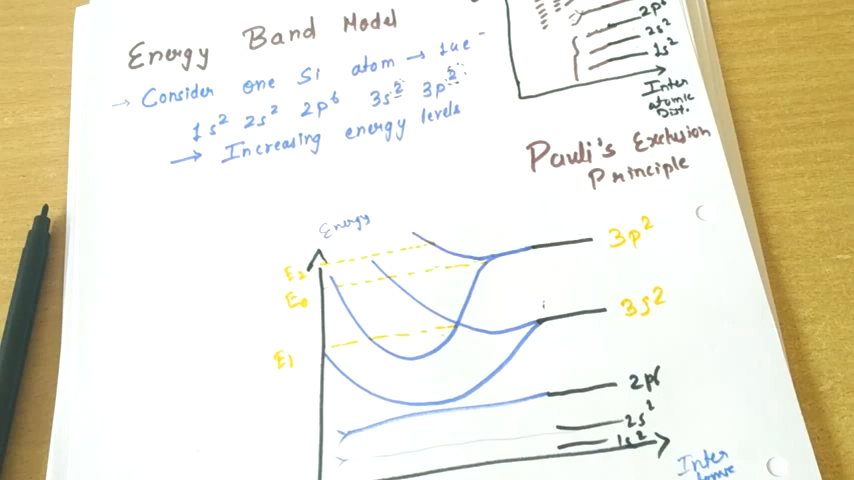 Energy Band Model
→ Consider one Si atom → 14e⁻
1s² 2s² 2p⁶ 3s² 3p²
→ Increasing energy levels
2p⁶
2s²
1s²
Inter
atomic
Dist.
Pauli's Exclusion
Principle
Energy
E₂
E₀
E₁
3p²
3s²
2p⁶
2s²
1s²
Inter